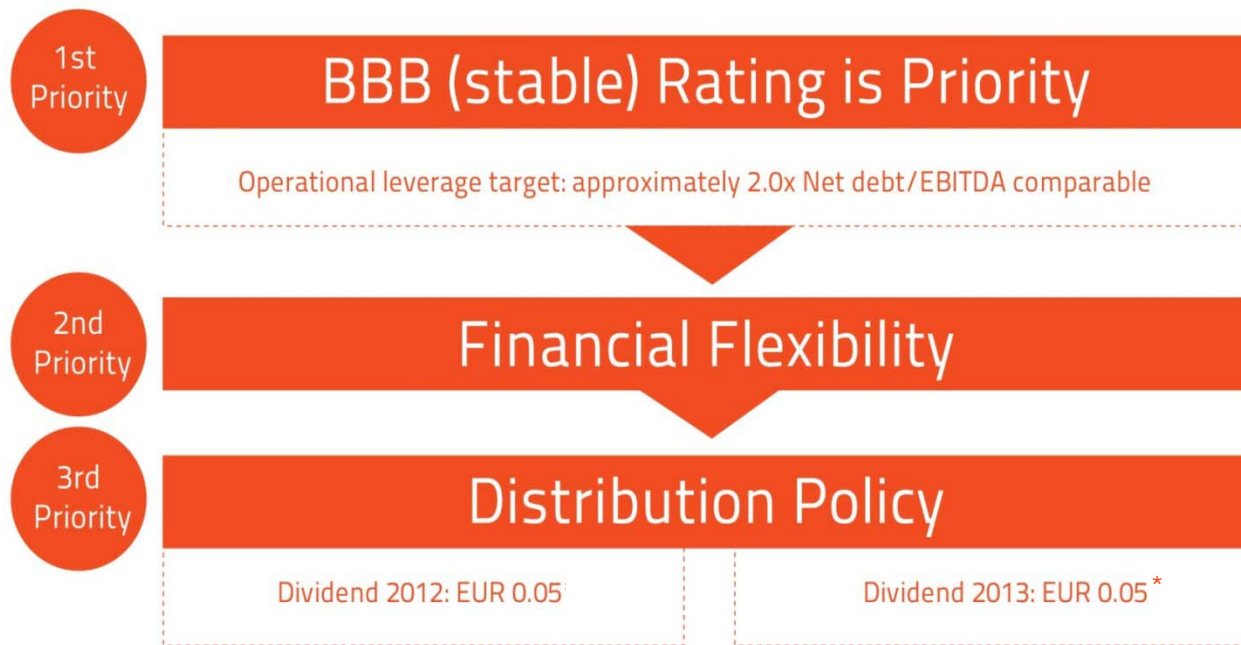 1st
Priority
BBB (stable) Rating is Priority
Operational leverage target: approximately 2.0x Net debt/EBITDA comparable
2nd
Priority
Financial Flexibility
3rd
Priority
Distribution Policy
Dividend 2012: EUR 0.05
Dividend 2013: EUR 0.05 *